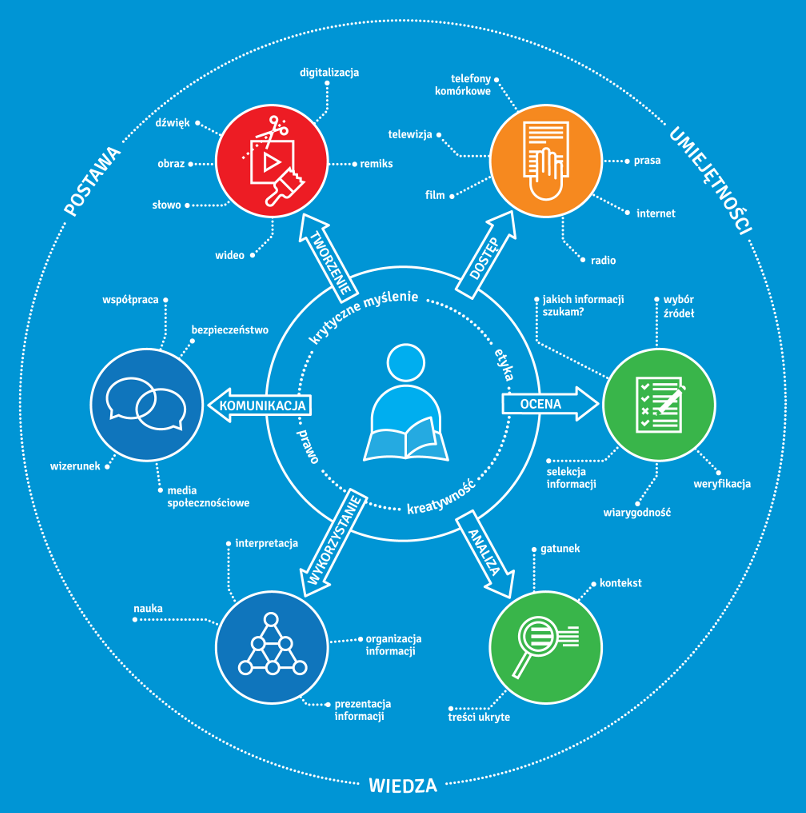 POSTAWA
UMIEJĘTNOŚCI
WIEDZA
digitalizacja
dźwięk
obraz
słowo
wideo
remiks
TWORZENIE
telefony
komórkowe
telewizja
film
prasa
internet
radio
DOSTĘP
krytyczne myślenie
etyka
kreatywność
prawo
współpraca
bezpieczeństwo
wizerunek
media
społecznościowe
KOMUNIKACJA
jakich informacji
szukam?
wybór
źródeł
selekcja
informacji
wiarygodność
weryfikacja
OCENA
WYKORZYSTANIE
interpretacja
nauka
organizacja
informacji
prezentacja
informacji
ANALIZA
gatunek
kontekst
treści ukryte